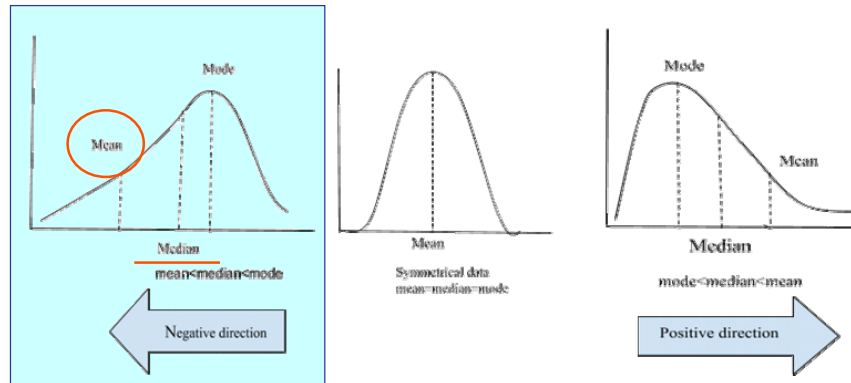 Mode
Mean
Median
mean<median<mode
Negative direction
Mean
Symmetrical data
mean=median=mode
Mode
Mean
Median
mode<median<mean
Positive direction